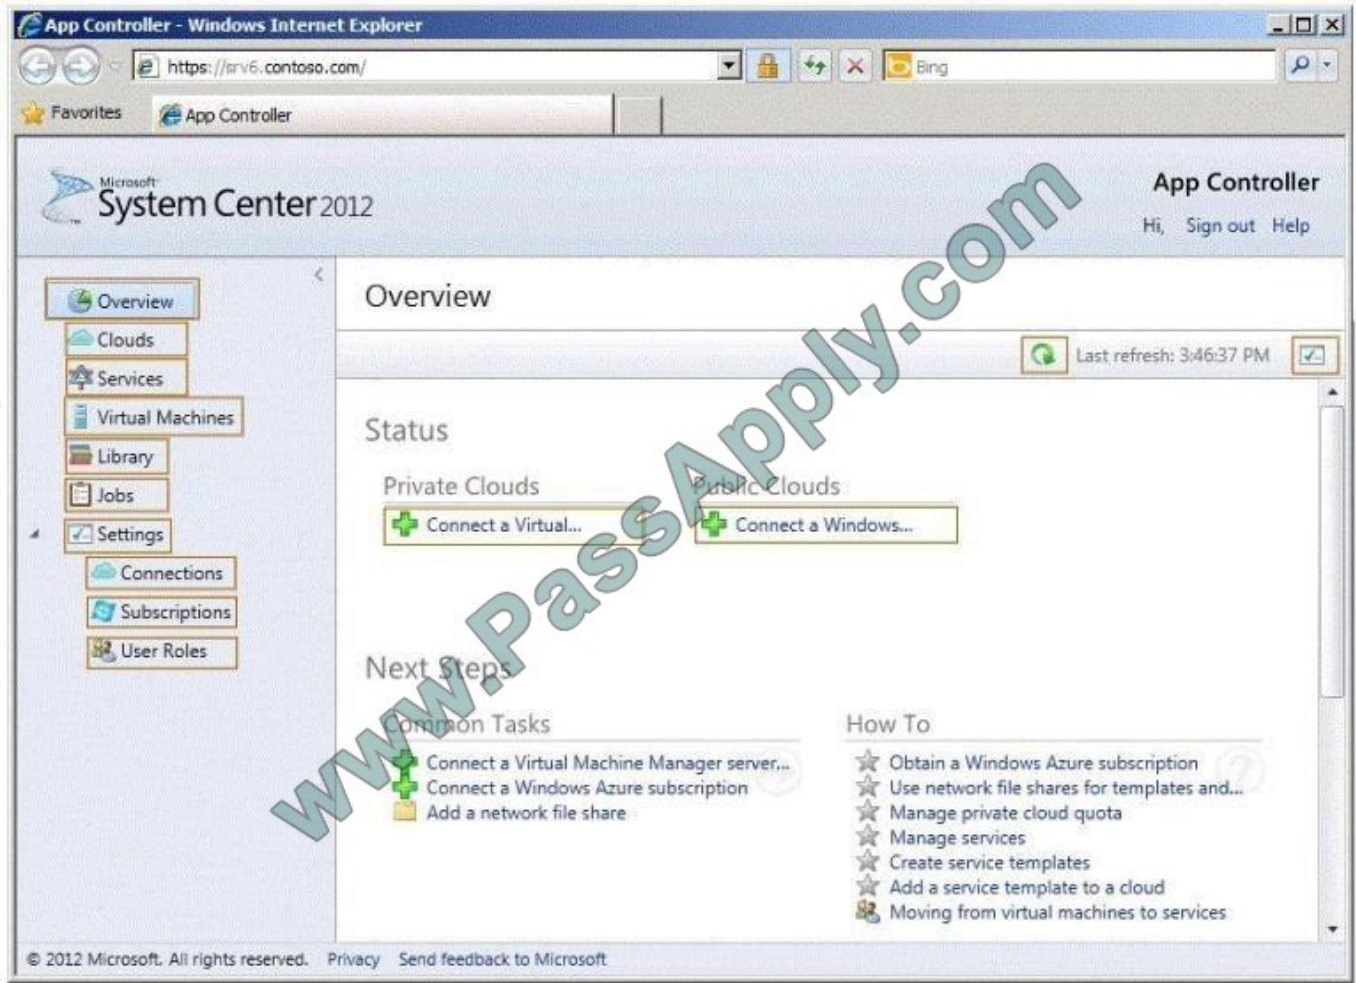 App Controller - Windows Internet Explorer
https://srv6.contoso.com/
Bing
Favorites
App Controller
Microsoft
System Center 2012
App Controller
Hi, Sign out Help
Overview
Clouds
Services
Virtual Machines
Library
Jobs
Settings
Connections
Subscriptions
User Roles
Overview
Last refresh: 3:46:37 PM
Status
Private Clouds
Connect a Virtual...
Public Clouds
Connect a Windows...
Next Steps
Common Tasks
Connect a Virtual Machine Manager server...
Connect a Windows Azure subscription
Add a network file share
How To
Obtain a Windows Azure subscription
Use network file shares for templates and...
Manage private cloud quota
Manage services
Create service templates
Add a service template to a cloud
Moving from virtual machines to services
© 2012 Microsoft. All rights reserved. Privacy Send feedback to Microsoft
www.PassApply.com